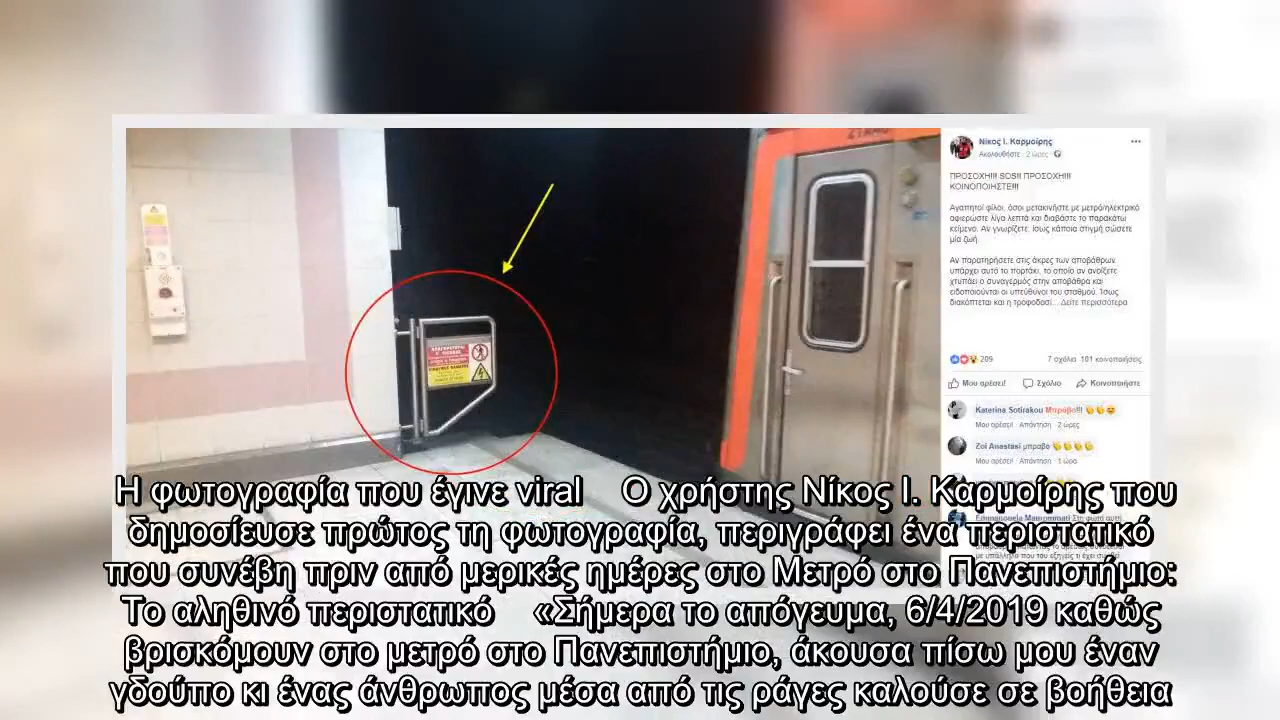 Νίκος Ι. Καρμοίρης
Ακολουθήστε · 2 ώρες ·
ΠΡΟΣΟΧΗ!!! SOS!! ΠΡΟΣΟΧΗ!!!
ΚΟΙΝΟΠΟΙΗΣΤΕ!!!
Αγαπητοί φίλοι, όσοι μετακινήστε με μετρό/ηλεκτρικό
αφιερώστε λίγα λεπτά και διαβάστε το παρακάτω
κείμενο. Αν γνωρίζετε, ίσως κάποια στιγμή σώσετε
μία ζωή.
Αν παρατηρήσετε στις άκρες των αποβάθρων,
υπάρχει αυτό το πορτάκι, το οποίο αν ανοίξετε
χτυπάει ο συναγερμός στην αποβάθρα και
ειδοποιούνται οι υπεύθυνοι του σταθμού. Ίσως
διακόπτεται και η τροφοδοσί... Δείτε περισσότερα
209
7 σχόλια 101 κοινοποιήσεις
Μου αρέσει! Σχόλιο Κοινοποιήστε
Katerina Sotirakou Μπράβο!!!
Μου αρέσει! · Απάντηση · 2 ώρες
Zoi Anastasi μπραβο
Μου αρέσει! · Απάντηση · 1 ώρα
Η φωτογραφία που έγινε viral Ο χρήστης Νίκος Ι. Καρμοίρης που
δημοσίευσε πρώτος τη φωτογραφία, περιγράφει ένα περιστατικό
που συνέβη πριν από μερικές ημέρες στο Μετρό στο Πανεπιστήμιο:
Το αληθινό περιστατικό «Σήμερα το απόγευμα, 6/4/2019 καθώς
βρισκόμουν στο μετρό στο Πανεπιστήμιο, άκουσα πίσω μου έναν
γδούπο κι ένας άνθρωπος μέσα από τις ράγες καλούσε σε βοήθεια